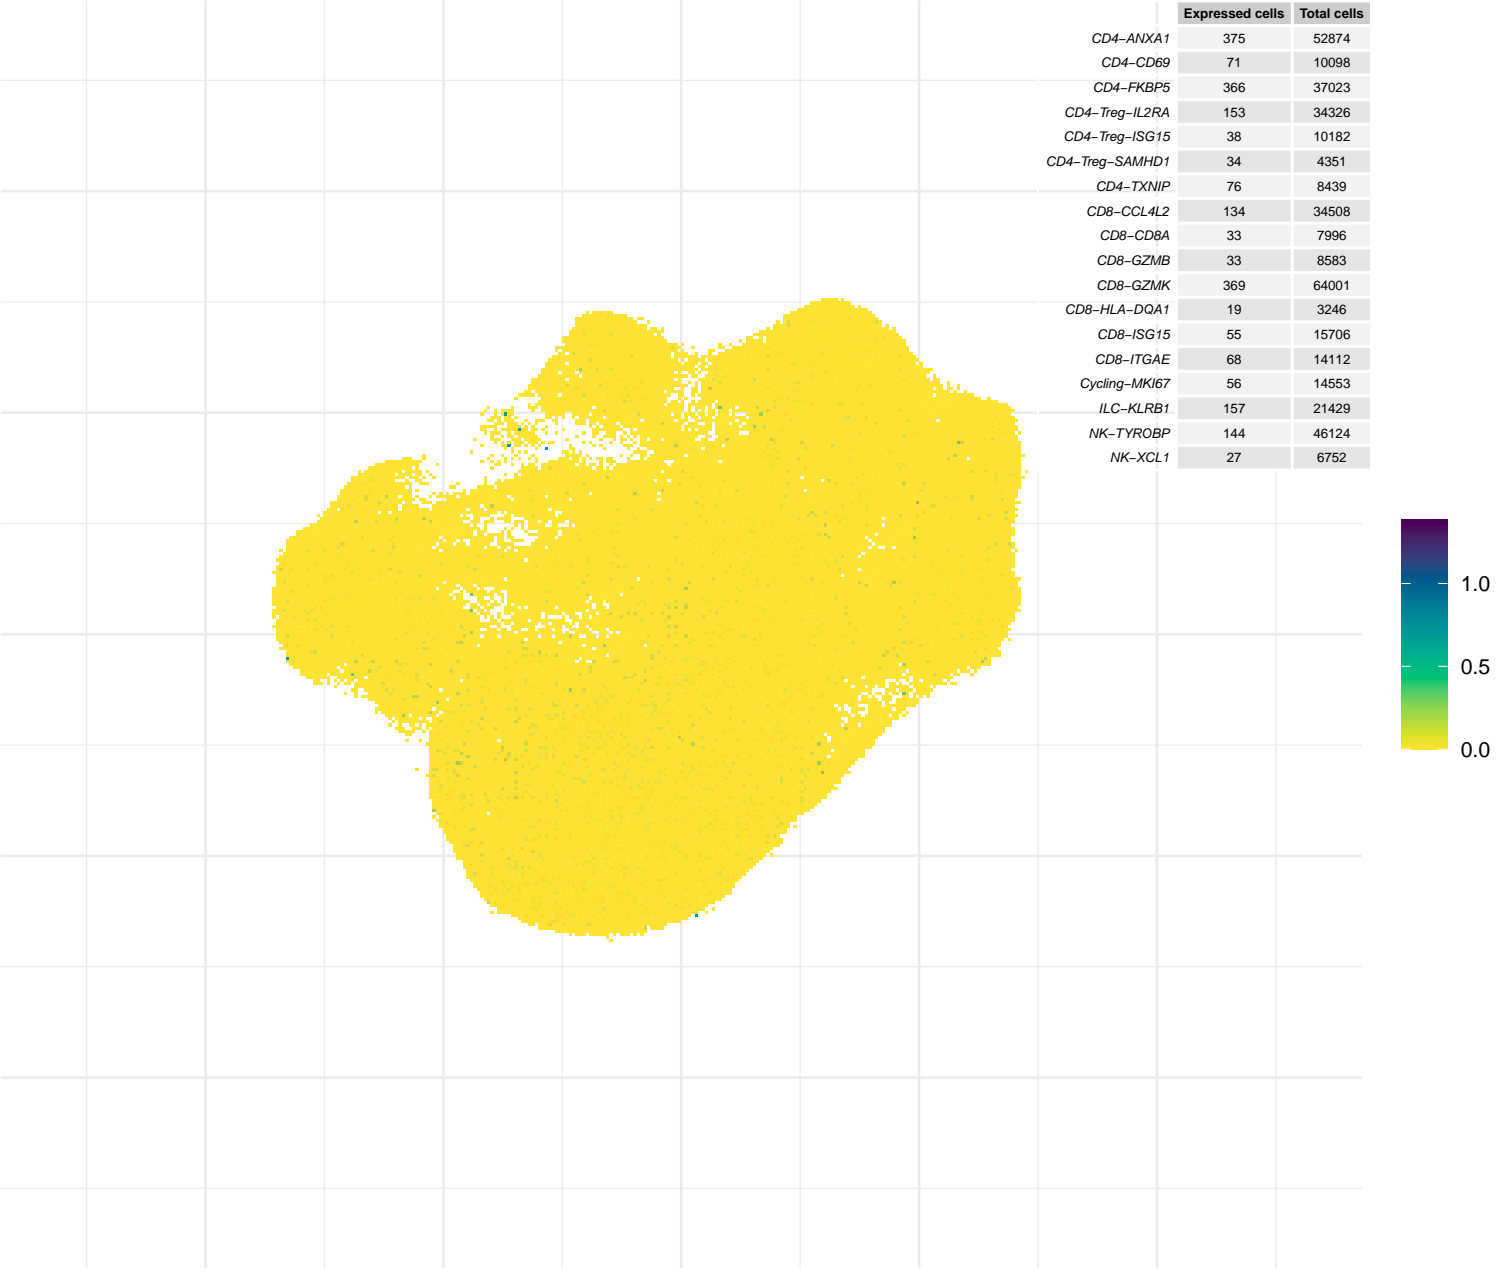 Expressed cells Total cells
CD4−ANXA1 375 52874
CD4−CD69 71 10098
CD4−FKBP5 366 37023
CD4−Treg−IL2RA 153 34326
CD4−Treg−ISG15 38 10182
CD4−Treg−SAMHD1 34 4351
CD4−TXNIP 76 8439
CD8−CCL4L2 134 34508
CD8−CD8A 33 7996
CD8−GZMB 33 8583
CD8−GZMK 369 64001
CD8−HLA−DQA1 19 3246
CD8−ISG15 55 15706
CD8−ITGAE 68 14112
Cycling−MKI67 56 14553
ILC−KLRB1 157 21429
NK−TYROBP 144 46124
NK−XCL1 27 6752
1.0
0.5
0.0